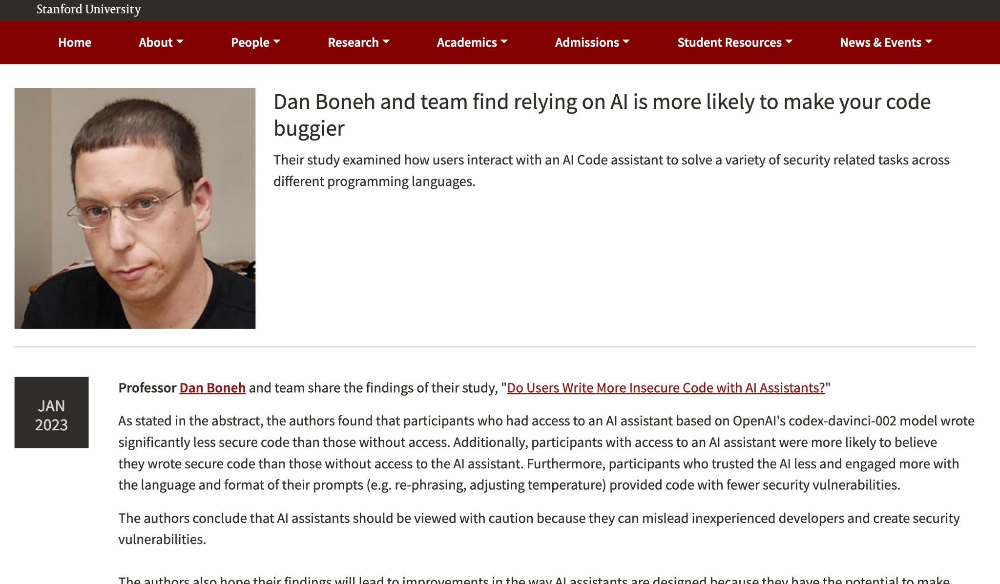 Stanford University
Home About People Research Academics Admissions Student Resources News & Events
Dan Boneh and team find relying on AI is more likely to make your code
buggier
Their study examined how users interact with an AI Code assistant to solve a variety of security related tasks across
different programming languages.
JAN
2023
Professor Dan Boneh and team share the findings of their study, "Do Users Write More Insecure Code with AI Assistants?"
As stated in the abstract, the authors found that participants who had access to an AI assistant based on OpenAI's codex-davinci-002 model wrote
significantly less secure code than those without access. Additionally, participants with access to an AI assistant were more likely to believe
they wrote secure code than those without access to the AI assistant. Furthermore, participants who trusted the AI less and engaged more with
the language and format of their prompts (e.g. re-phrasing, adjusting temperature) provided code with fewer security vulnerabilities.
The authors conclude that AI assistants should be viewed with caution because they can mislead inexperienced developers and create security
vulnerabilities.
The authors also hope their findings will lead to improvements in the way AI assistants are designed because they have the potential to make